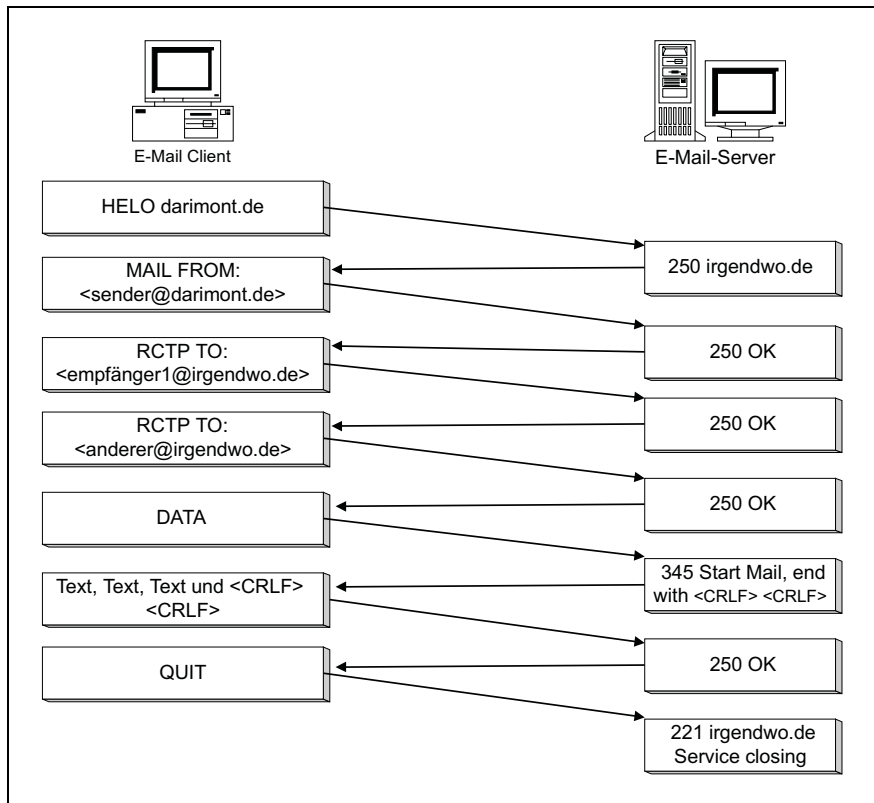 E-Mail Client
E-Mail-Server
HELO darimont.de
250 irgendwo.de
MAIL FROM:
<sender@darimont.de>
250 OK
RCTP TO:
<empfänger1@irgendwo.de>
250 OK
RCTP TO:
<anderer@irgendwo.de>
250 OK
DATA
345 Start Mail, end
with <CRLF> <CRLF>
Text, Text, Text und <CRLF>
<CRLF>
250 OK
QUIT
221 irgendwo.de
Service closing